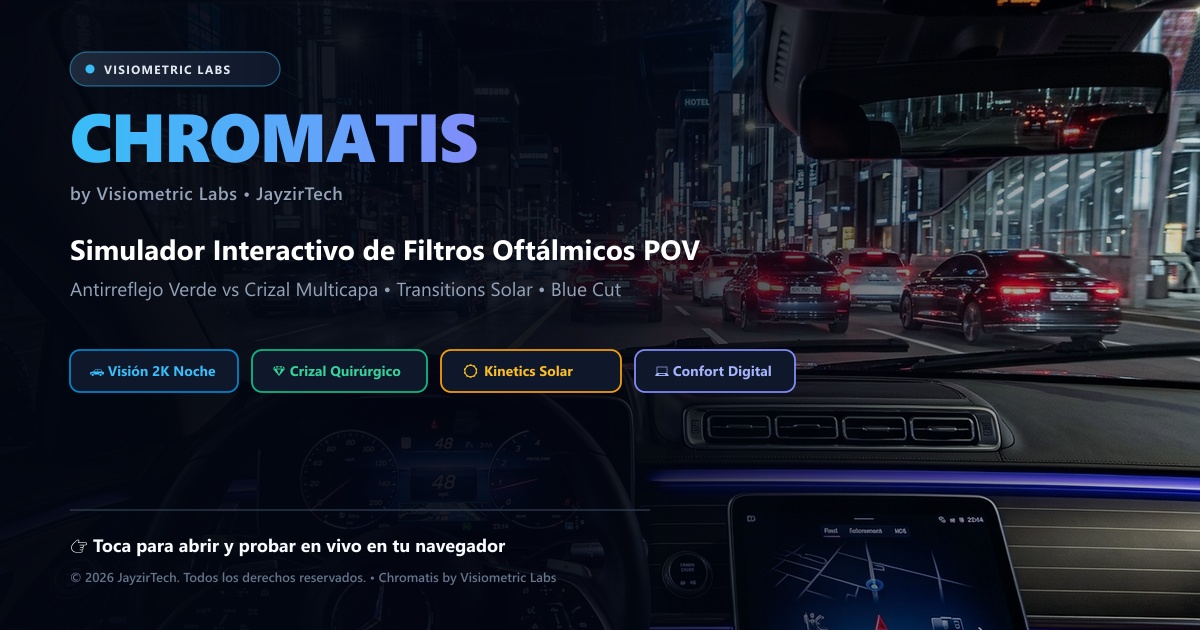 VISIOMETRIC LABS
CHROMATIS
by Visiometric Labs • JayzirTech
Simulador Interactivo de Filtros Oftálmicos POV
Antirreflejo Verde vs Crizal Multicapa • Transitions Solar • Blue Cut
Visión 2K Noche
Crizal Quirúrgico
Kinetics Solar
Confort Digital
Toca para abrir y probar en vivo en tu navegador
© 2026 JayzirTech. Todos los derechos reservados. • Chromatis by Visiometric Labs
HOTEL
48
48